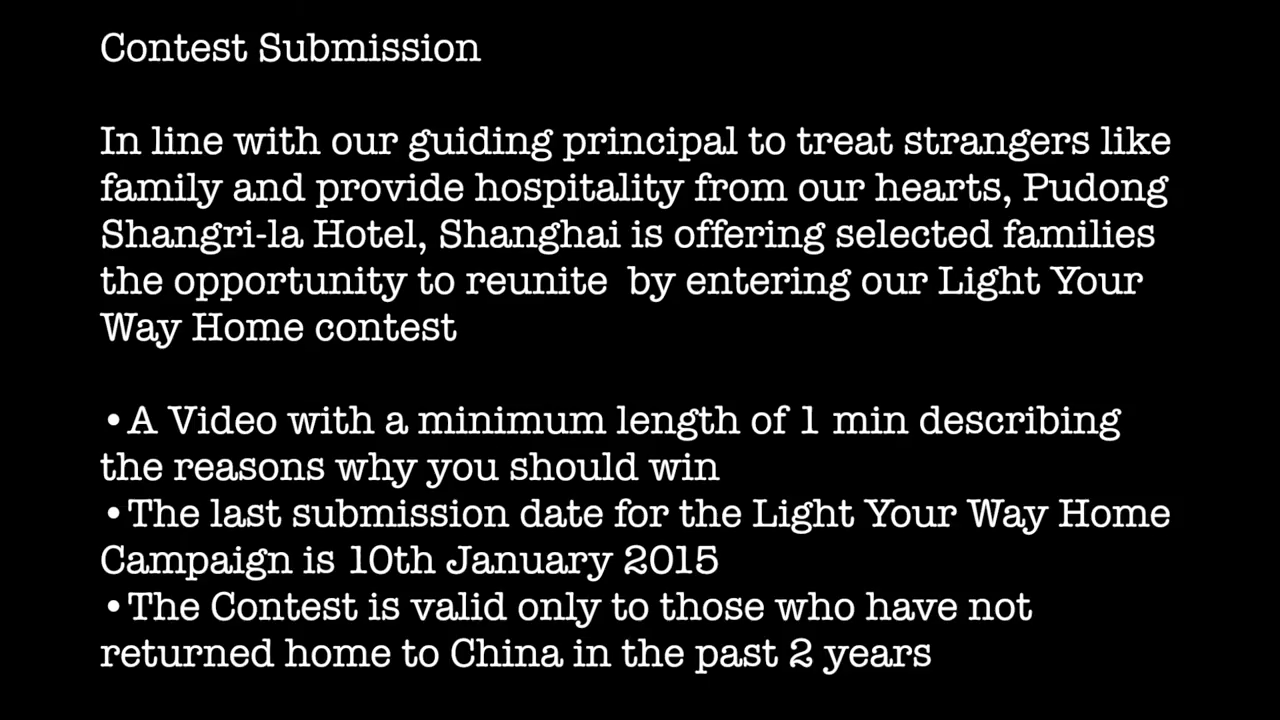 Contest Submission
In line with our guiding principal to treat strangers like
family and provide hospitality from our hearts, Pudong
Shangri-la Hotel, Shanghai is offering selected families
the opportunity to reunite  by entering our Light Your
Way Home contest
•A Video with a minimum length of 1 min describing
the reasons why you should win
•The last submission date for the Light Your Way Home
Campaign is 10th January 2015
•The Contest is valid only to those who have not
returned home to China in the past 2 years